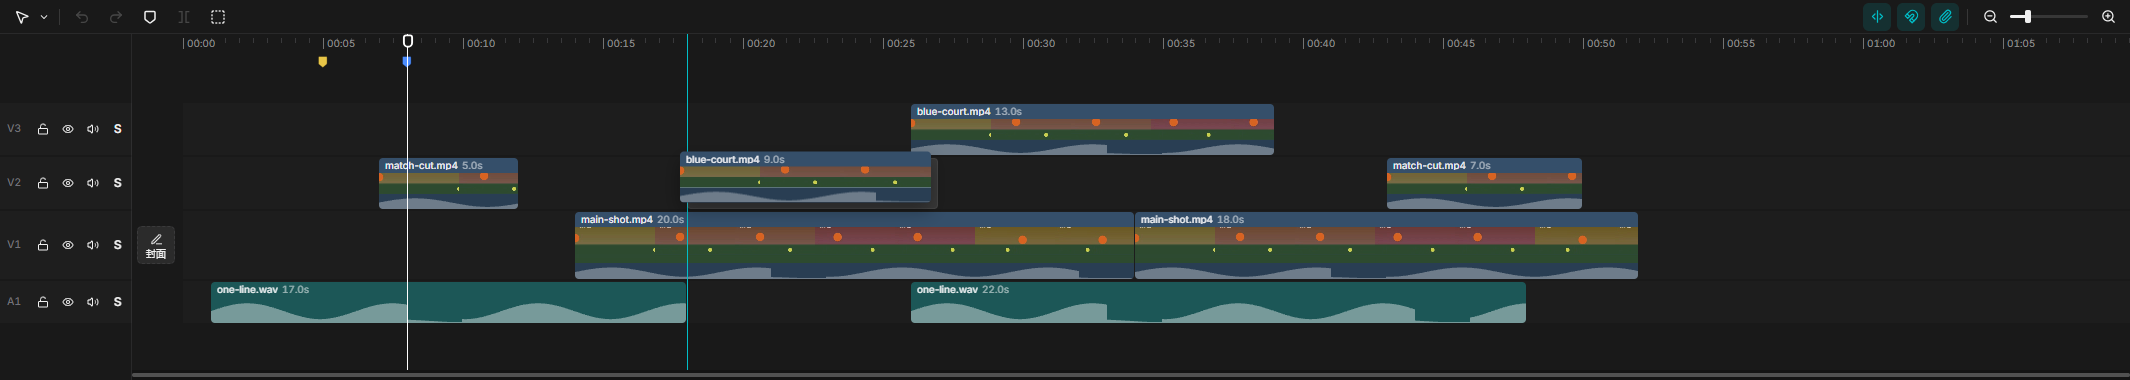 00:00 00:05 00:10 00:15 00:20 00:25 00:30 00:35 00:40 00:45 00:50 00:55 01:00 01:05
V3 S
blue-court.mp4 13.0s
V2 S
match-cut.mp4 5.0s
blue-court.mp4 9.0s
match-cut.mp4 7.0s
V1 S
封面
main-shot.mp4 20.0s
main-shot.mp4 18.0s
A1 S
one-line.wav 17.0s
one-line.wav 22.0s